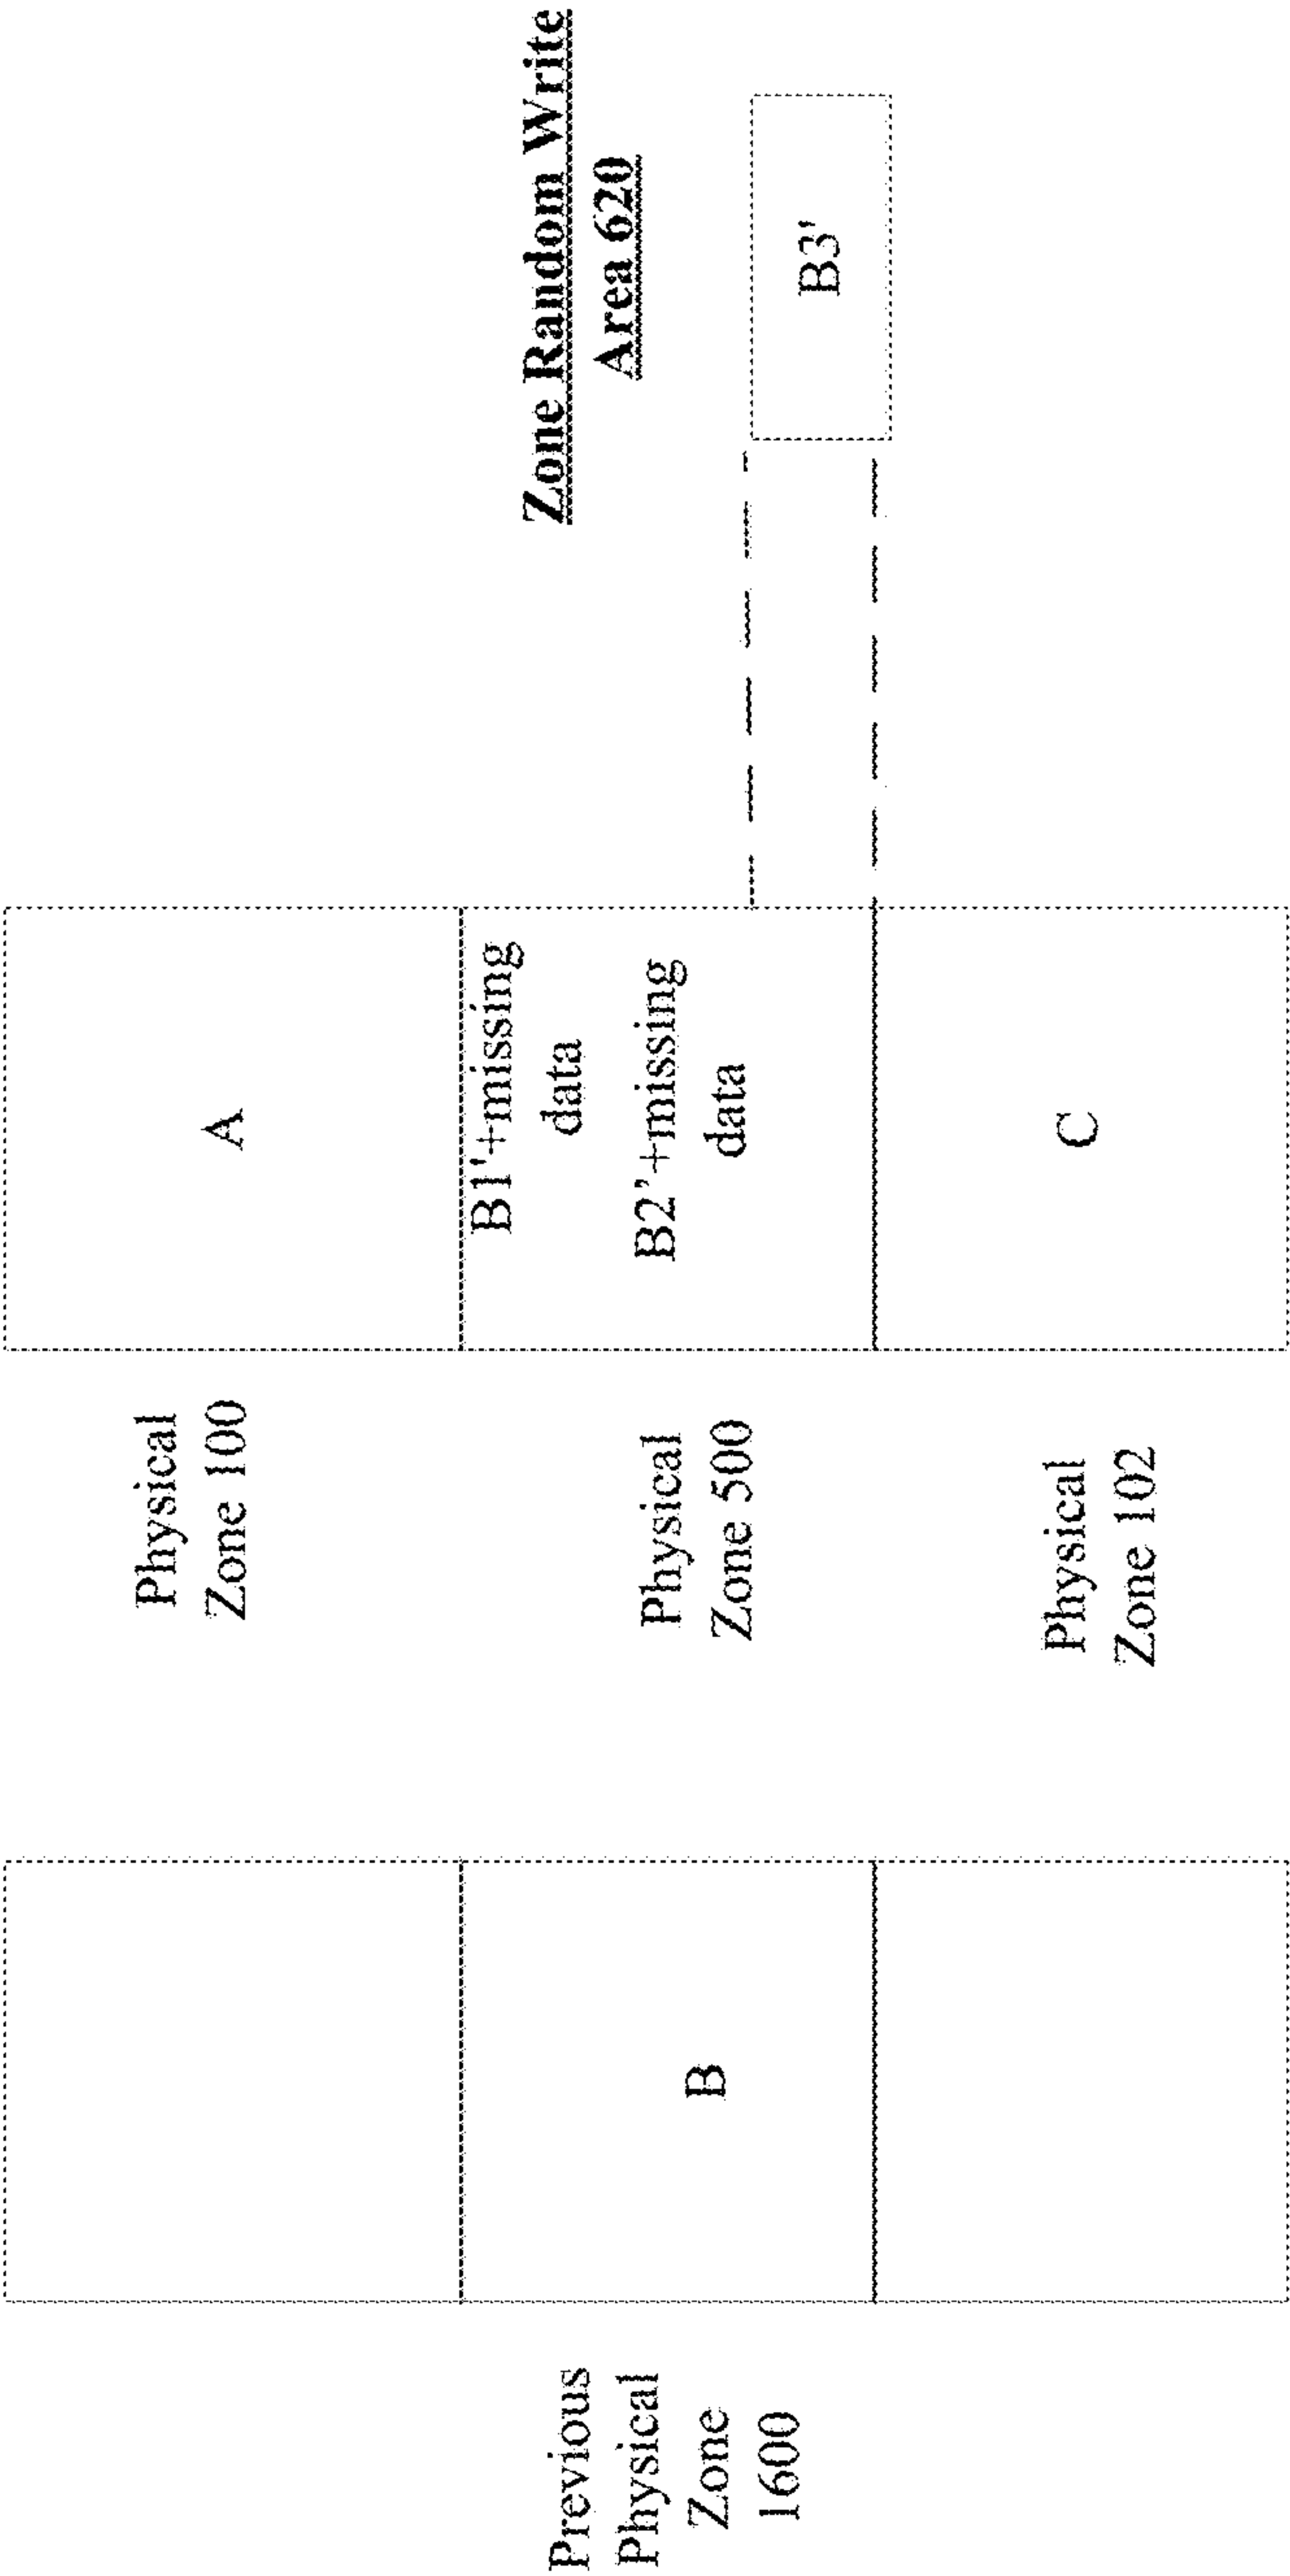 Physical
Zone 100
A
Zone Random Write
Area 620
Previous
Physical
Zone
1600
B
Physical
Zone 500
B1'+missing
data
B2’+missing
data
B3'
Physical
Zone 102
C